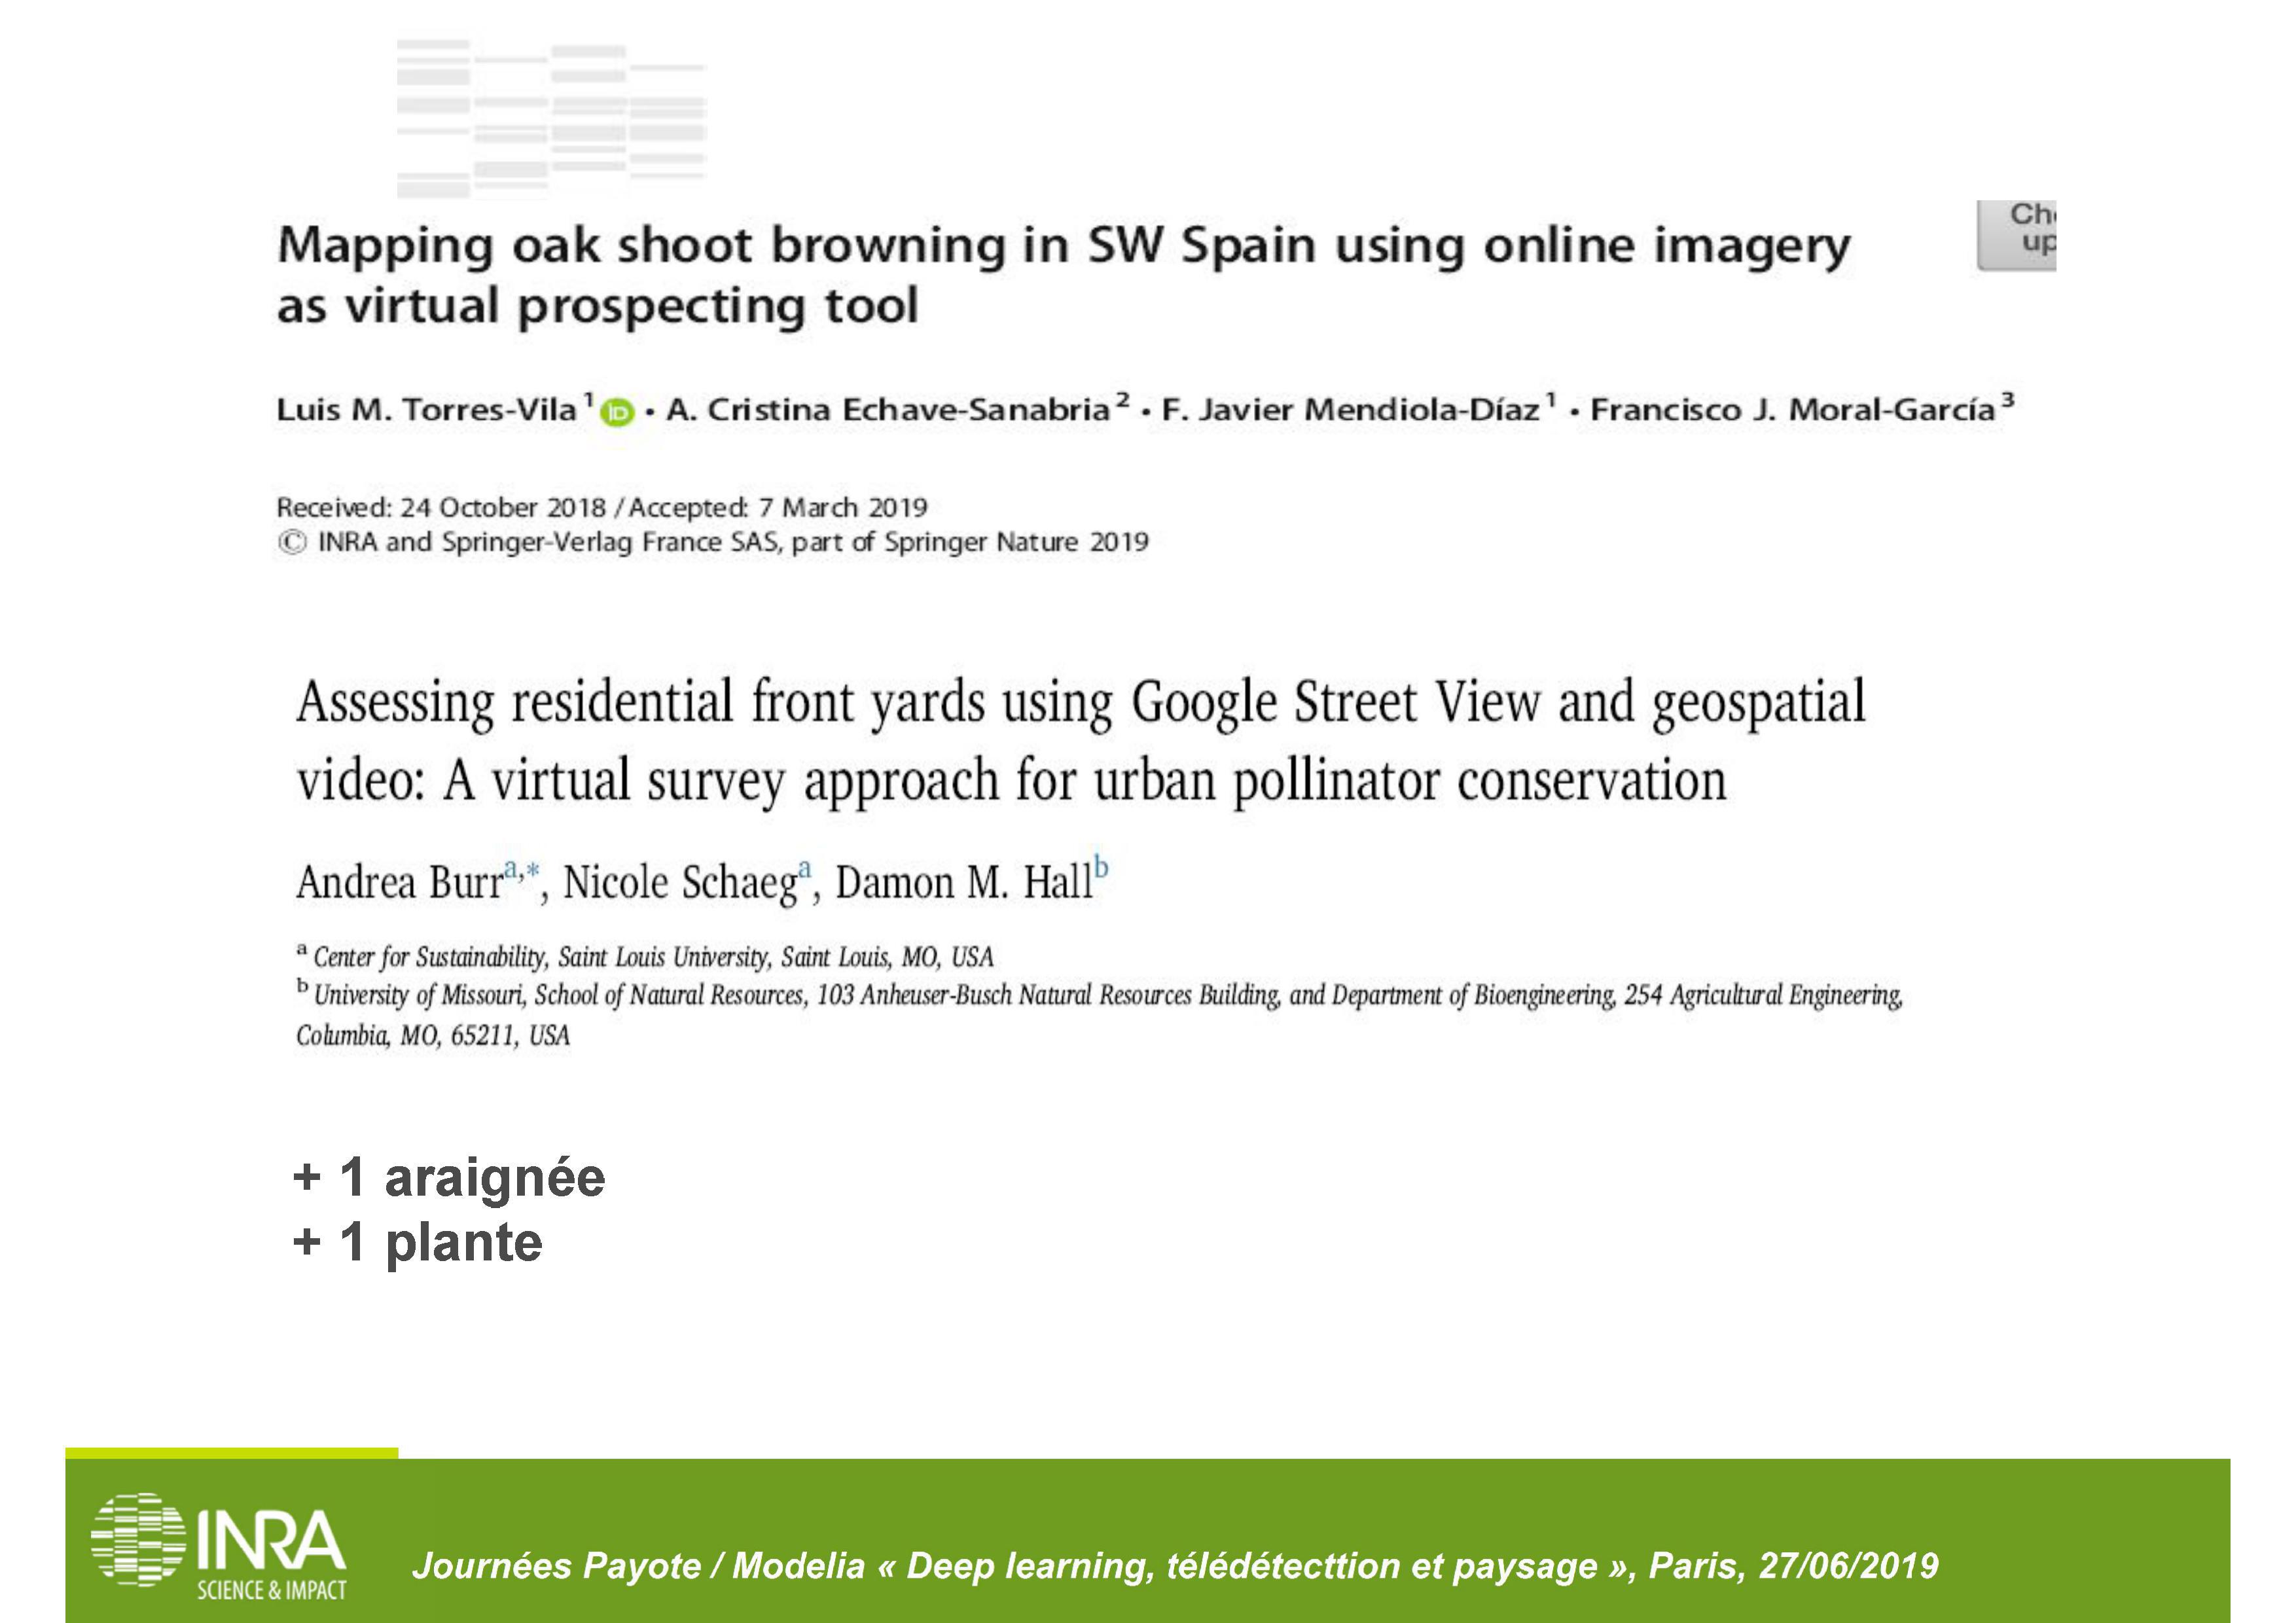 Mapping oak shoot browning in SW Spain using online imagery
as virtual prospecting tool
Luis M. Torres-Vila 1 iD • A. Cristina Echave-Sanabria 2 • F. Javier Mendiola-Díaz 1 • Francisco J. Moral-García 3
Received: 24 October 2018 / Accepted: 7 March 2019
© INRA and Springer-Verlag France SAS, part of Springer Nature 2019
Assessing residential front yards using Google Street View and geospatial
video: A virtual survey approach for urban pollinator conservation
Andrea Burr a,*, Nicole Schaeg a, Damon M. Hall b
a Center for Sustainability, Saint Louis University, Saint Louis, MO, USA
b University of Missouri, School of Natural Resources, 103 Anheuser-Busch Natural Resources Building, and Department of Bioengineering, 254 Agricultural Engineering,
Columbia, MO, 65211, USA
+ 1 araignée
+ 1 plante
INRA
SCIENCE & IMPACT
Journées Payote / Modelia « Deep learning, télédétecttion et paysage », Paris, 27/06/2019